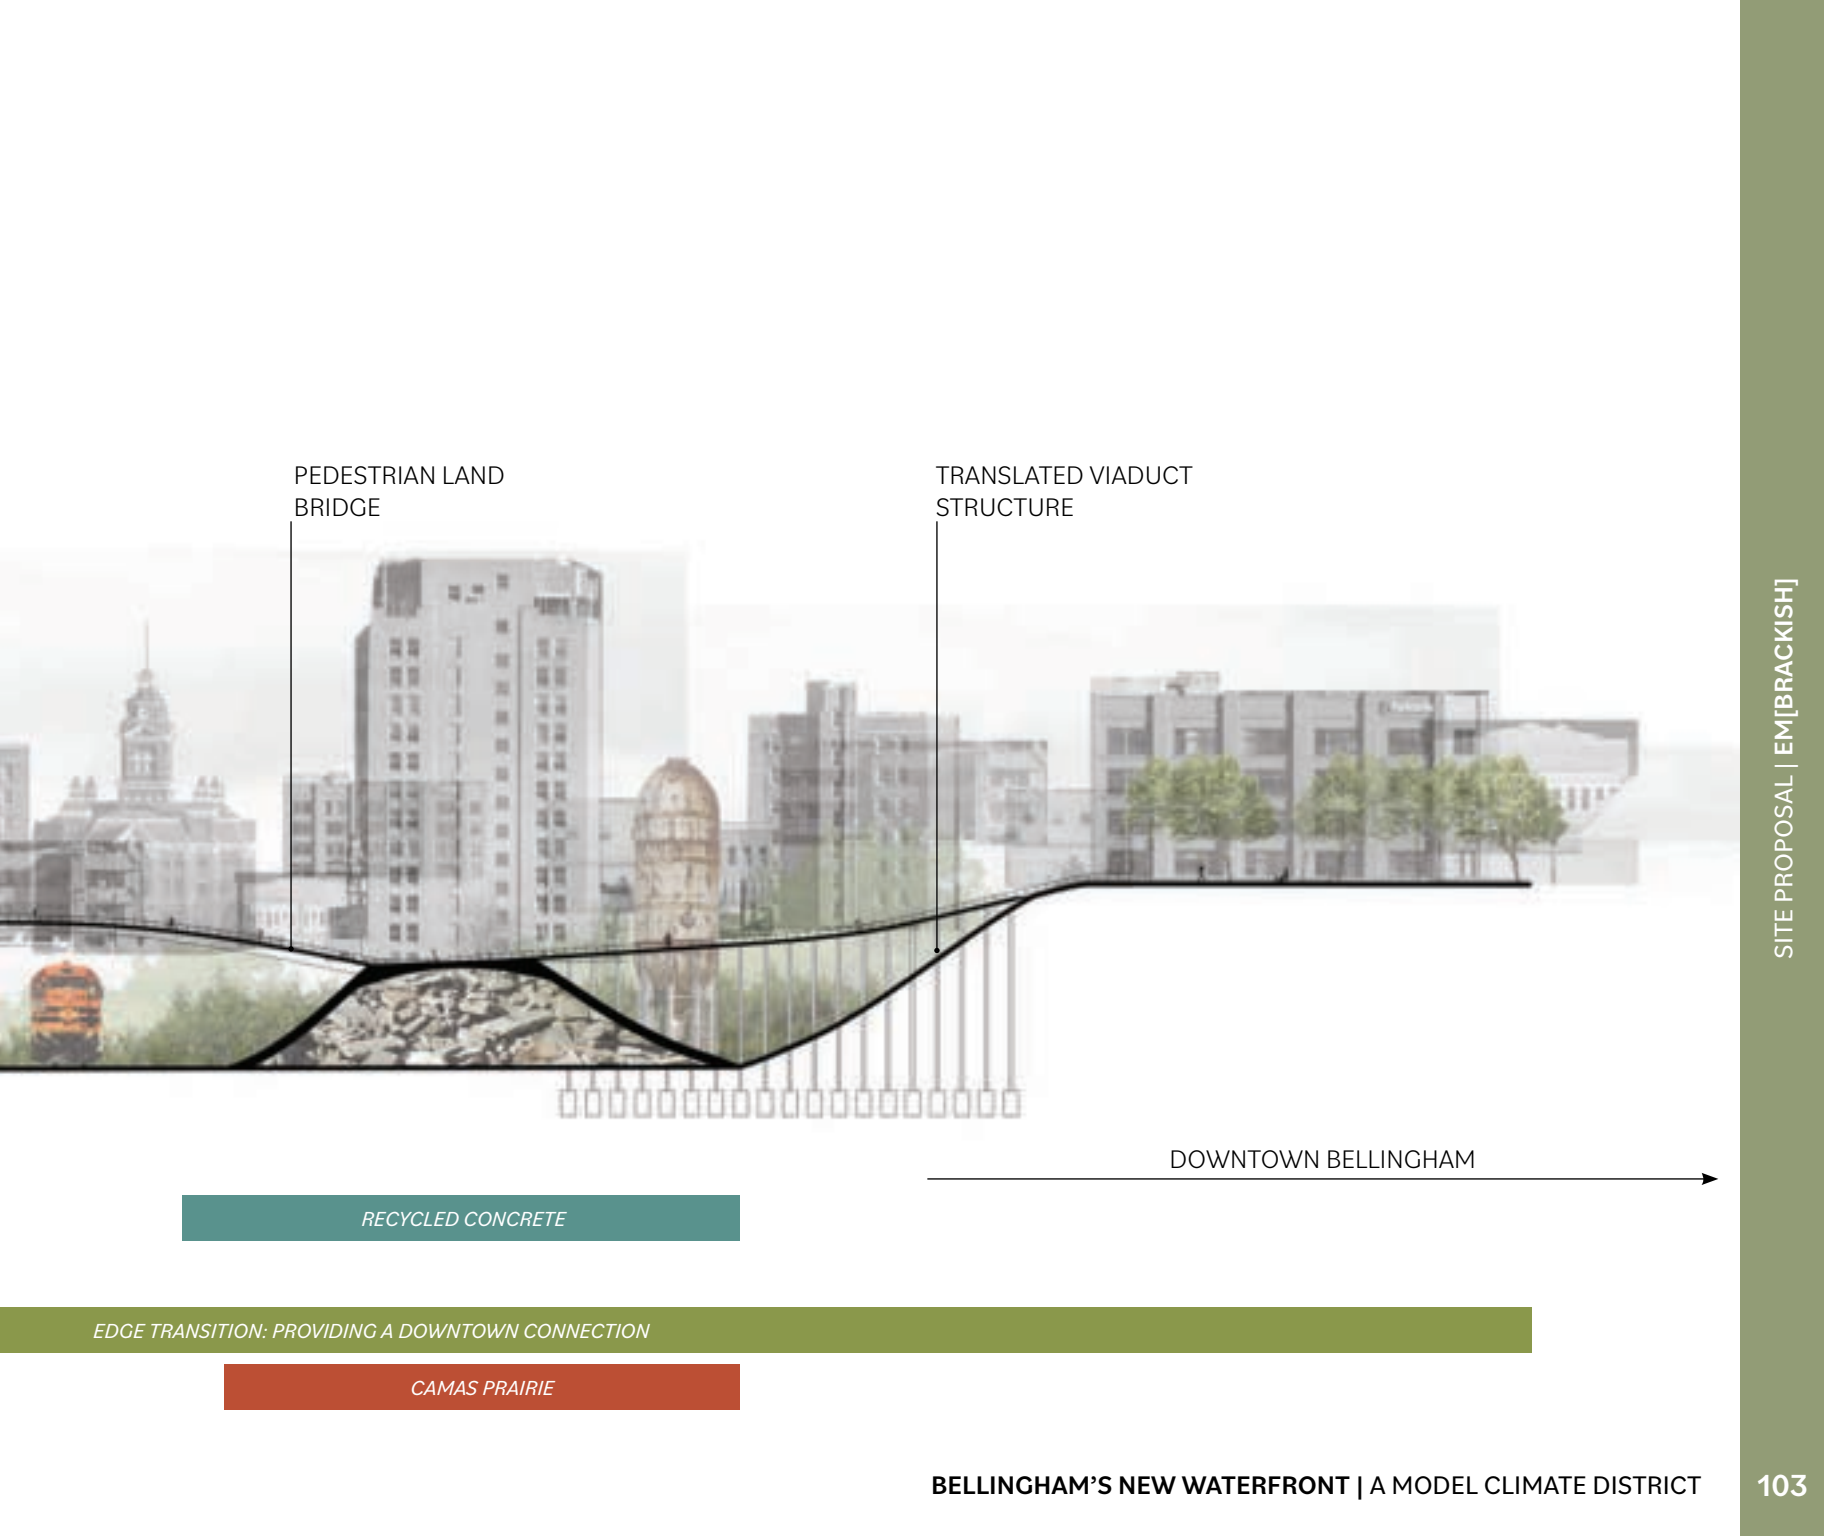 PEDESTRIAN LAND
BRIDGE
TRANSLATED VIADUCT
STRUCTURE
DOWNTOWN BELLINGHAM
RECYCLED CONCRETE
EDGE TRANSITION: PROVIDING A DOWNTOWN CONNECTION
CAMAS PRAIRIE
BELLINGHAM'S NEW WATERFRONT | A MODEL CLIMATE DISTRICT
SITE PROPOSAL | EM[BRACKISH]
103